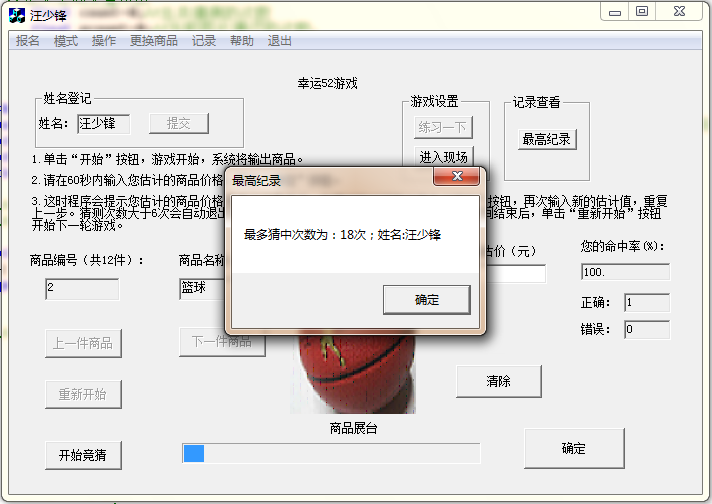 汪少锋
报名 模式 操作 更换商品 记录 帮助 退出
幸运52游戏
姓名登记
姓名: 汪少锋 提交
游戏设置
练习一下
进入现场
记录查看
最高纪录
1.单击“开始”按钮，游戏开始，系统将输出商品。
2.请在60秒内输入您估计的商品价格
3.这时程序会提示您估计的商品价格
按钮，再次输入新的估计值，重复
上一步。猜测次数大于6次会自动退出
结束后，单击“重新开始”按钮
开始下一轮游戏。
最高纪录
最多猜中次数为：18次；姓名:汪少锋
确定
商品编号（共12件）:
2
商品名称
篮球
估价（元）
您的命中率(%):
100.
正确: 1
错误: 0
上一件商品
下一件商品
重新开始
清除
商品展台
开始竞猜
确定